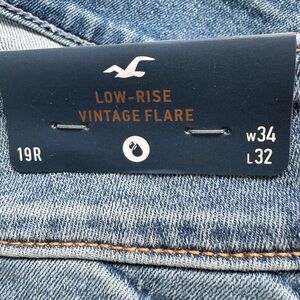 LOW-RISE
VINTAGE FLARE
19R
W34
L32